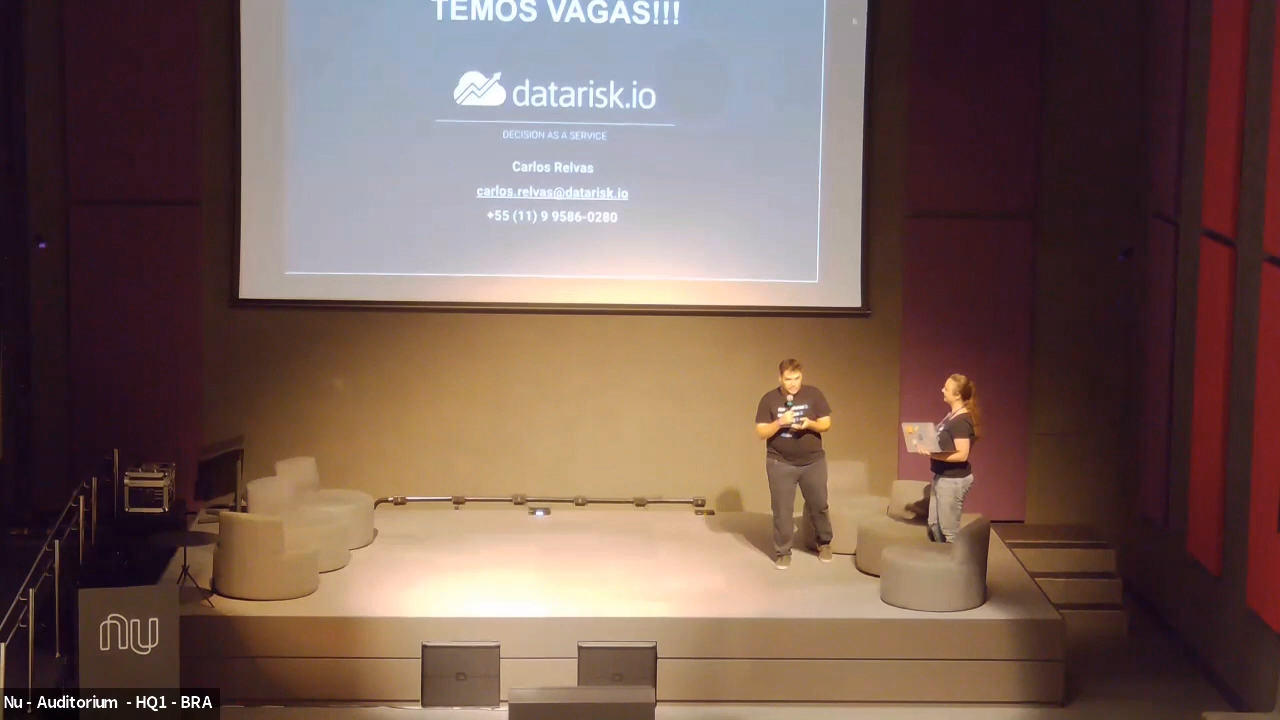 TEMOS VAGAS!!!
datarisk.io
DECISION AS A SERVICE
Carlos Relvas
carlos.relvas@datarisk.io
+55 (11) 9 9586-0280
nu
Nu - Auditorium - HQ1 - BRA